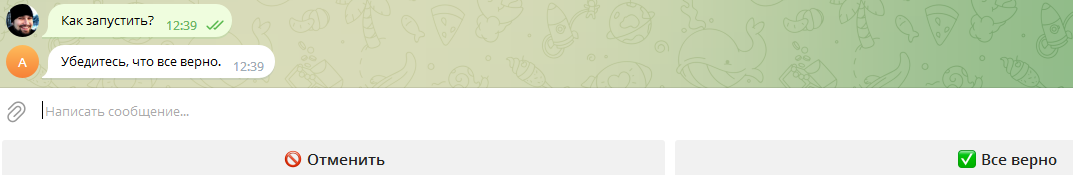 Как запустить? 12:39
А Убедитесь, что все верно. 12:39
Написать сообщение...
Отменить Все верно